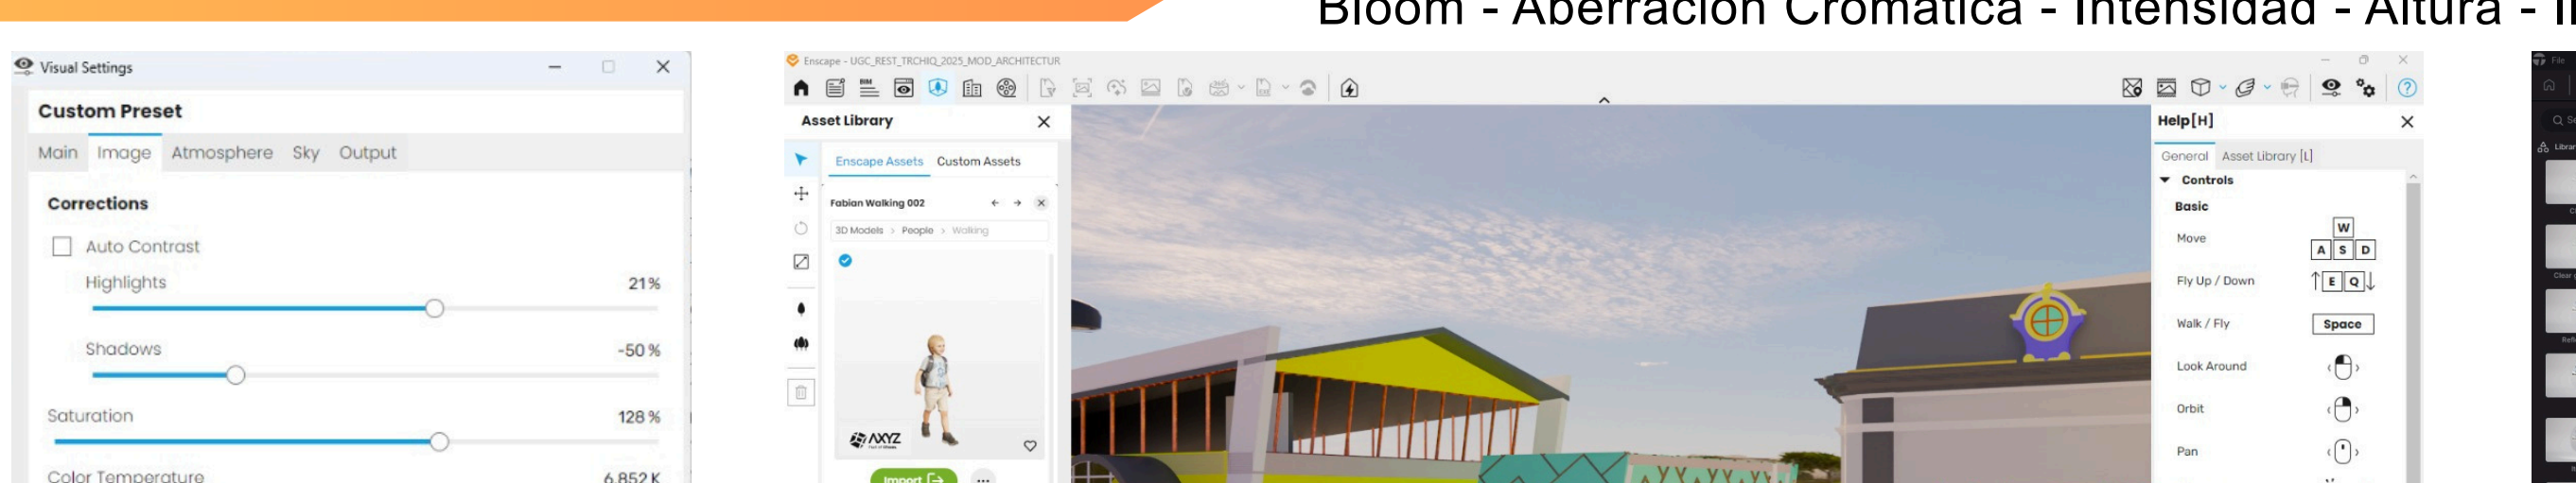 Bloom - Aberración Cromática - Intensidad - Altura -
Visual Settings
Custom Preset
Main Image Atmosphere Sky Output
Corrections
Auto Contrast
Highlights 21%
Shadows -50%
Saturation 128%
Color Temperature 6.852 K
Enscape - UGC_REST_TRCHIQ_2025_MOD_ARCHITECTUR
BIM
Asset Library
Enscape Assets Custom Assets
Fabian Walking 002
3D Models > People > Walking
AXYZ
Import
...
Help[H]
General Asset Library [L]
Controls
Basic
Move W
A S D
Fly Up / Down E Q
Walk / Fly Space
Look Around
Orbit
Pan
File